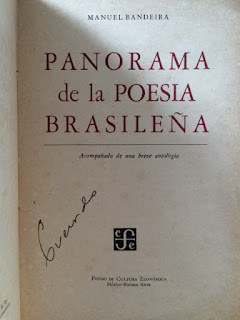 MANUEL BANDEIRA
PANORAMA
de la POESIA
BRASILEÑA
Acompañado de una breve antología
FONDO DE CULTURA ECONÓMICA
México-Buenos Aires